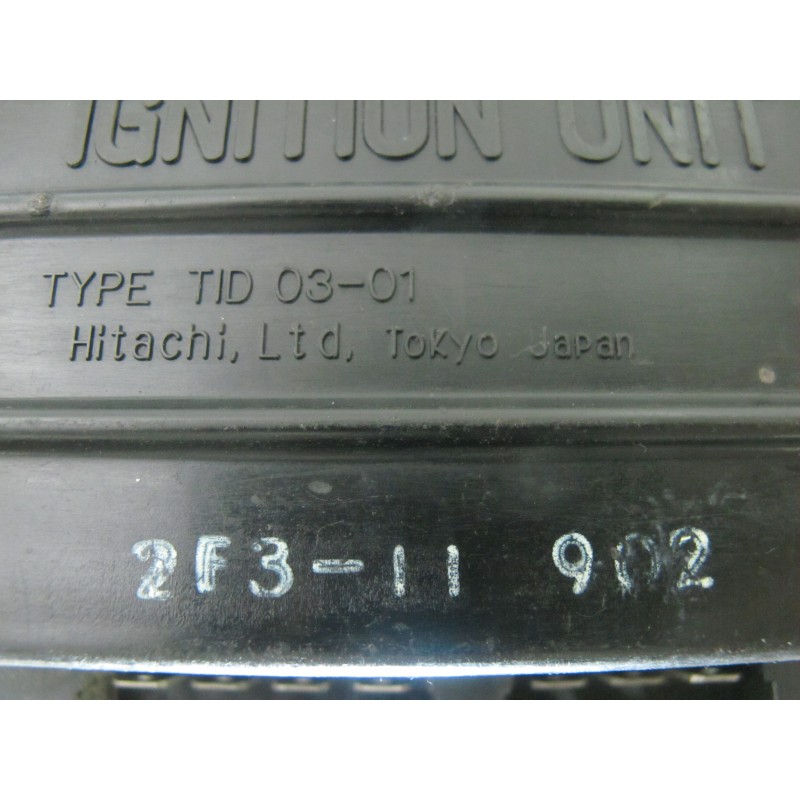 IGNITION UNIT
TYPE TID 03-01
Hitachi, Ltd, Tokyo Japan
2F3-11 902